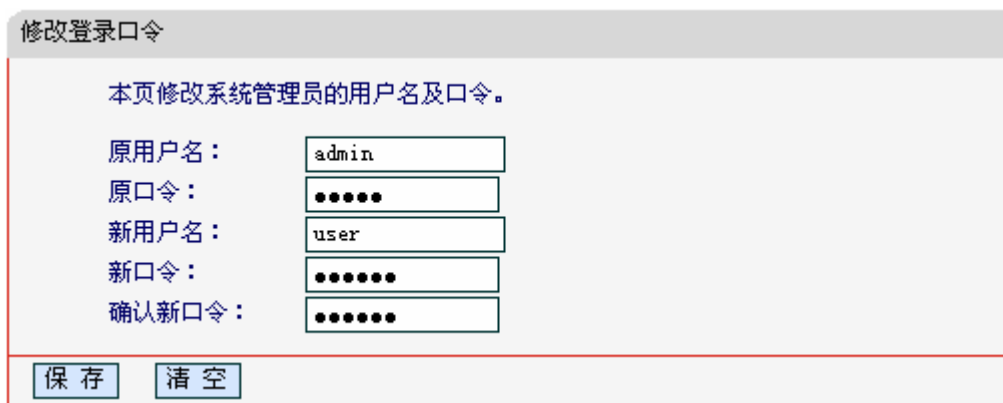 修改登录口令
本页修改系统管理员的用户名及口令。
原用户名： admin
原口令： ●●●●●
新用户名： user
新口令： ●●●●●●
确认新口令： ●●●●●●
保 存 清 空